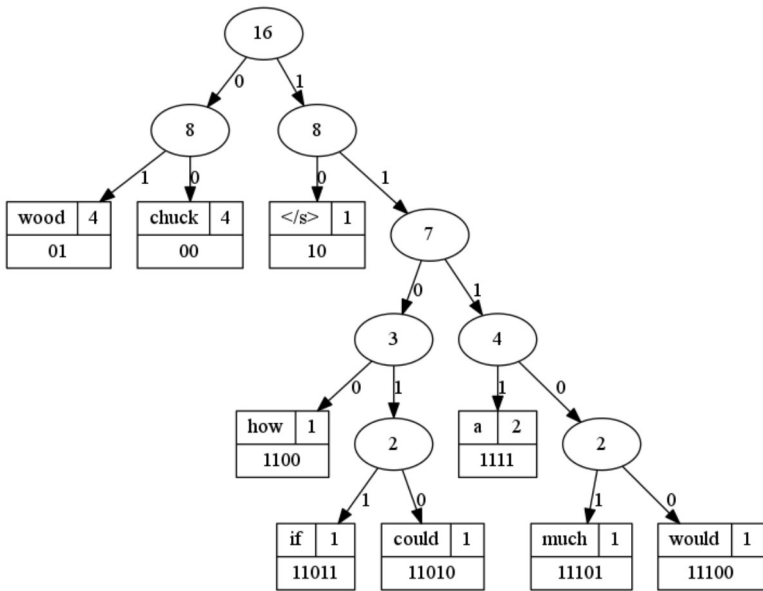 16
0 1
8 8
1 0 0 1
wood 4 chuck 4 </s> 1
01 00 10
7
0 1
3 4
0 1 1 0
how 1 2 a 2 2
1100 1111
1 0 1 0
if 1 could 1 much 1 would 1
11011 11010 11101 11100